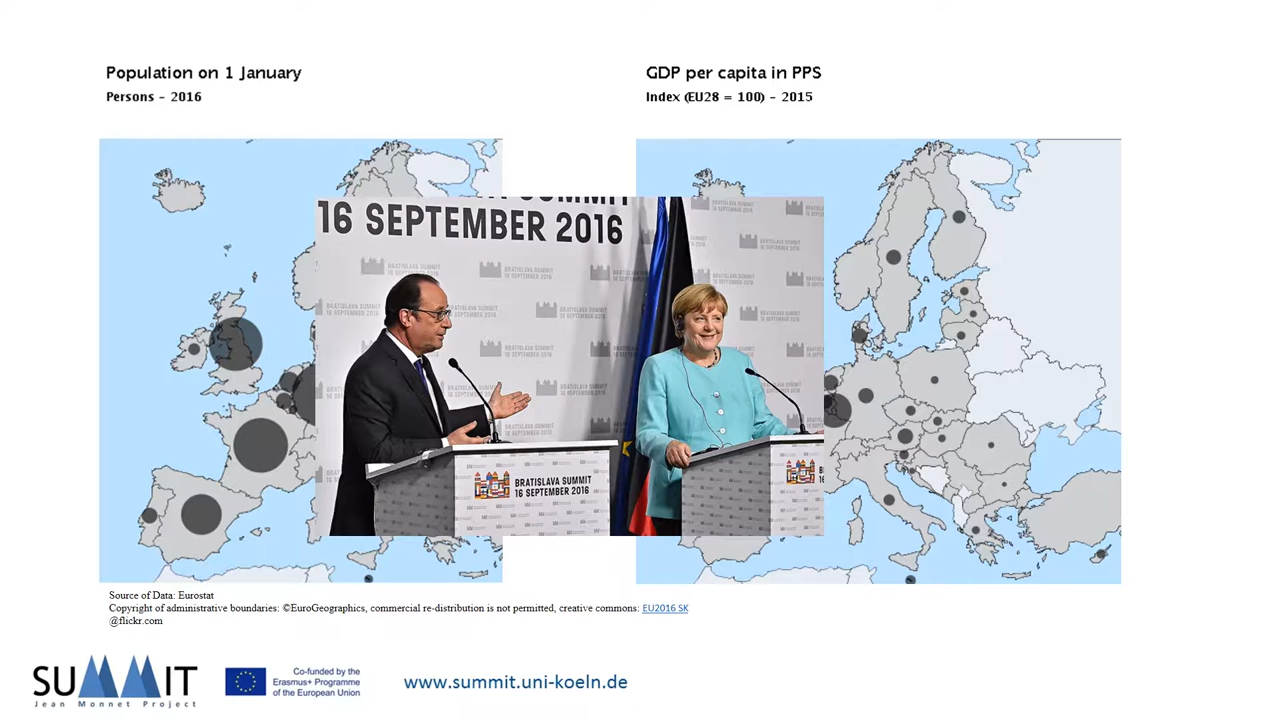 Population on 1 January
Persons - 2016
GDP per capita in PPS
Index (EU28 = 100) - 2015
16 SEPTEMBER 2016
BRATISLAVA SUMMIT
16 SEPTEMBER 2016
Source of Data: Eurostat
Copyright of administrative boundaries: ©EuroGeographics, commercial re-distribution is not permitted, creative commons: EU2016 SK
@flickr.com
SUMMIT
Jean Monnet Project
Co-funded by the
Erasmus+ Programme
of the European Union
www.summit.uni-koeln.de